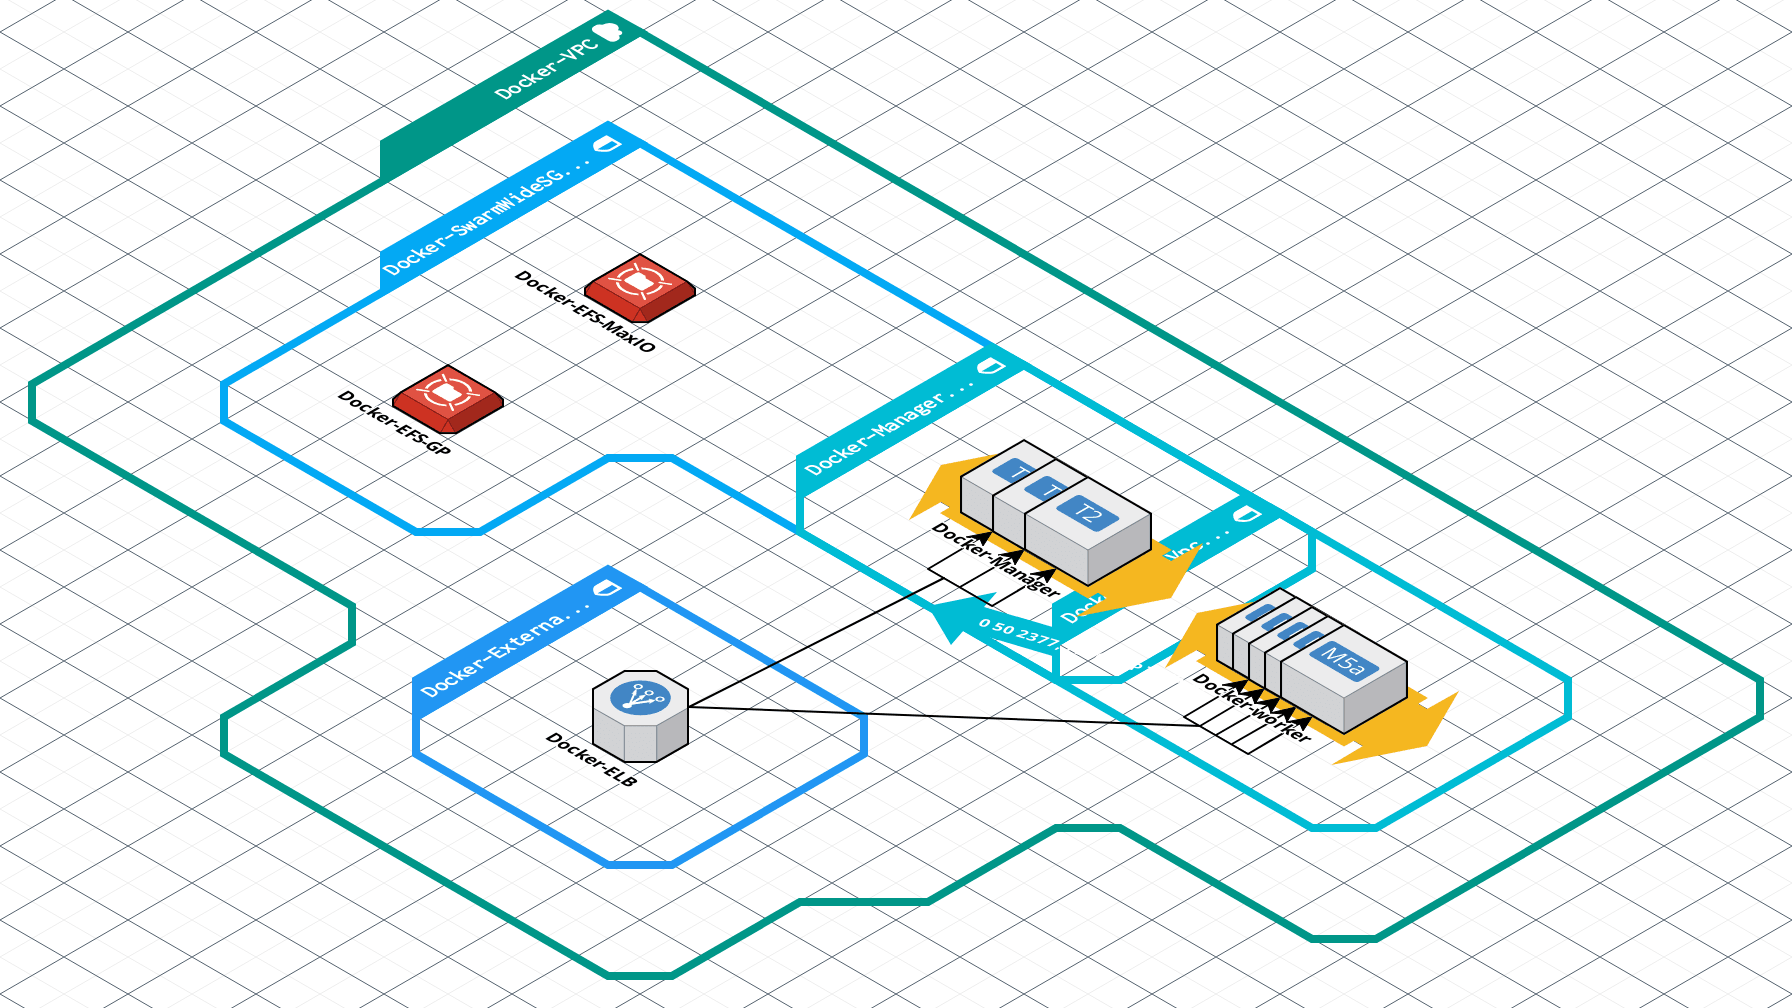 Docker-VPC
Docker-SwarmWideSG...
Docker-EFS-MaxIO
Docker-EFS-GP
Docker-Manager...
T
T
T2
Docker-Manager
Vpc...
Dock
0 50 2377,
Docker-Externa...
M5a
Docker-worker
Docker-ELB